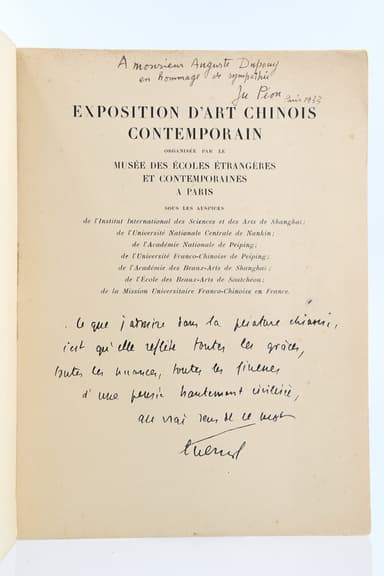 A monsieur Auguste Dupouy
en hommage de sympathie
Ju Péon
Paris 1933
EXPOSITION D'ART CHINOIS
CONTEMPORAIN
ORGANISÉE PAR LE
MUSÉE DES ÉCOLES ÉTRANGÈRES
ET CONTEMPORAINES
A PARIS
SOUS LES AUSPICES
de l'Institut International des Sciences et des Arts de Shanghai;
de l'Université Nationale Centrale de Nankin;
de l'Académie Nationale de Peiping;
de l'Université Franco-Chinoise de Peiping;
de l'Académie des Beaux-Arts de Shanghai;
de l'École des Beaux-Arts de Soutchéou;
de la Mission Universitaire Franco-Chinoise en France.
Ce que j'admire dans la peinture chinoise,
c'est qu'elle reflète toutes les grâces,
toutes les nuances, toutes les finesses
d'une pensée hautement civilisée,
au vrai sens de ce mot